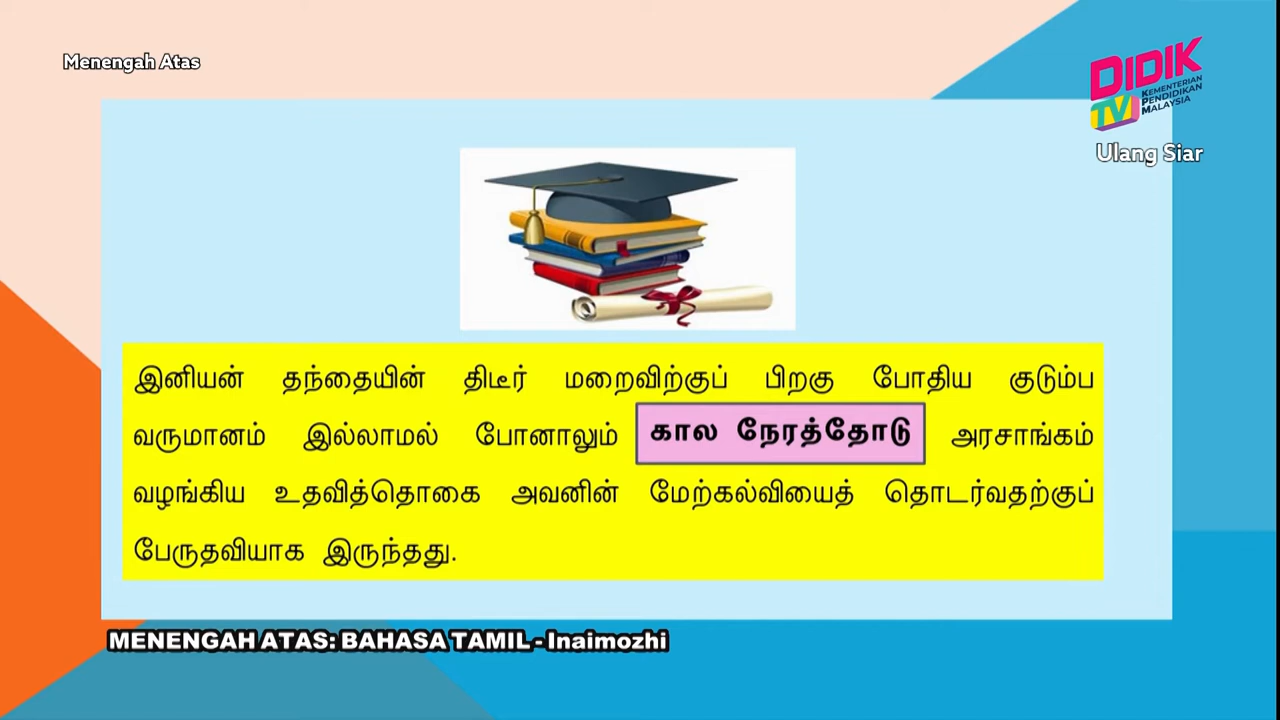 Menengah Atas
DIDIK
TV
KEMENTERIAN
PENDIDIKAN
MALAYSIA
Ulang Siar
இனியன் தந்தையின் திடீர் மறைவிற்குப் பிறகு போதிய குடும்ப
வருமானம் இல்லாமல் போனாலும் கால நேரத்தோடு அரசாங்கம்
வழங்கிய உதவித்தொகை அவனின் மேற்கல்வியைத் தொடர்வதற்குப்
பேருதவியாக இருந்தது.
MENENGAH ATAS: BAHASA TAMIL - Inaimozhi